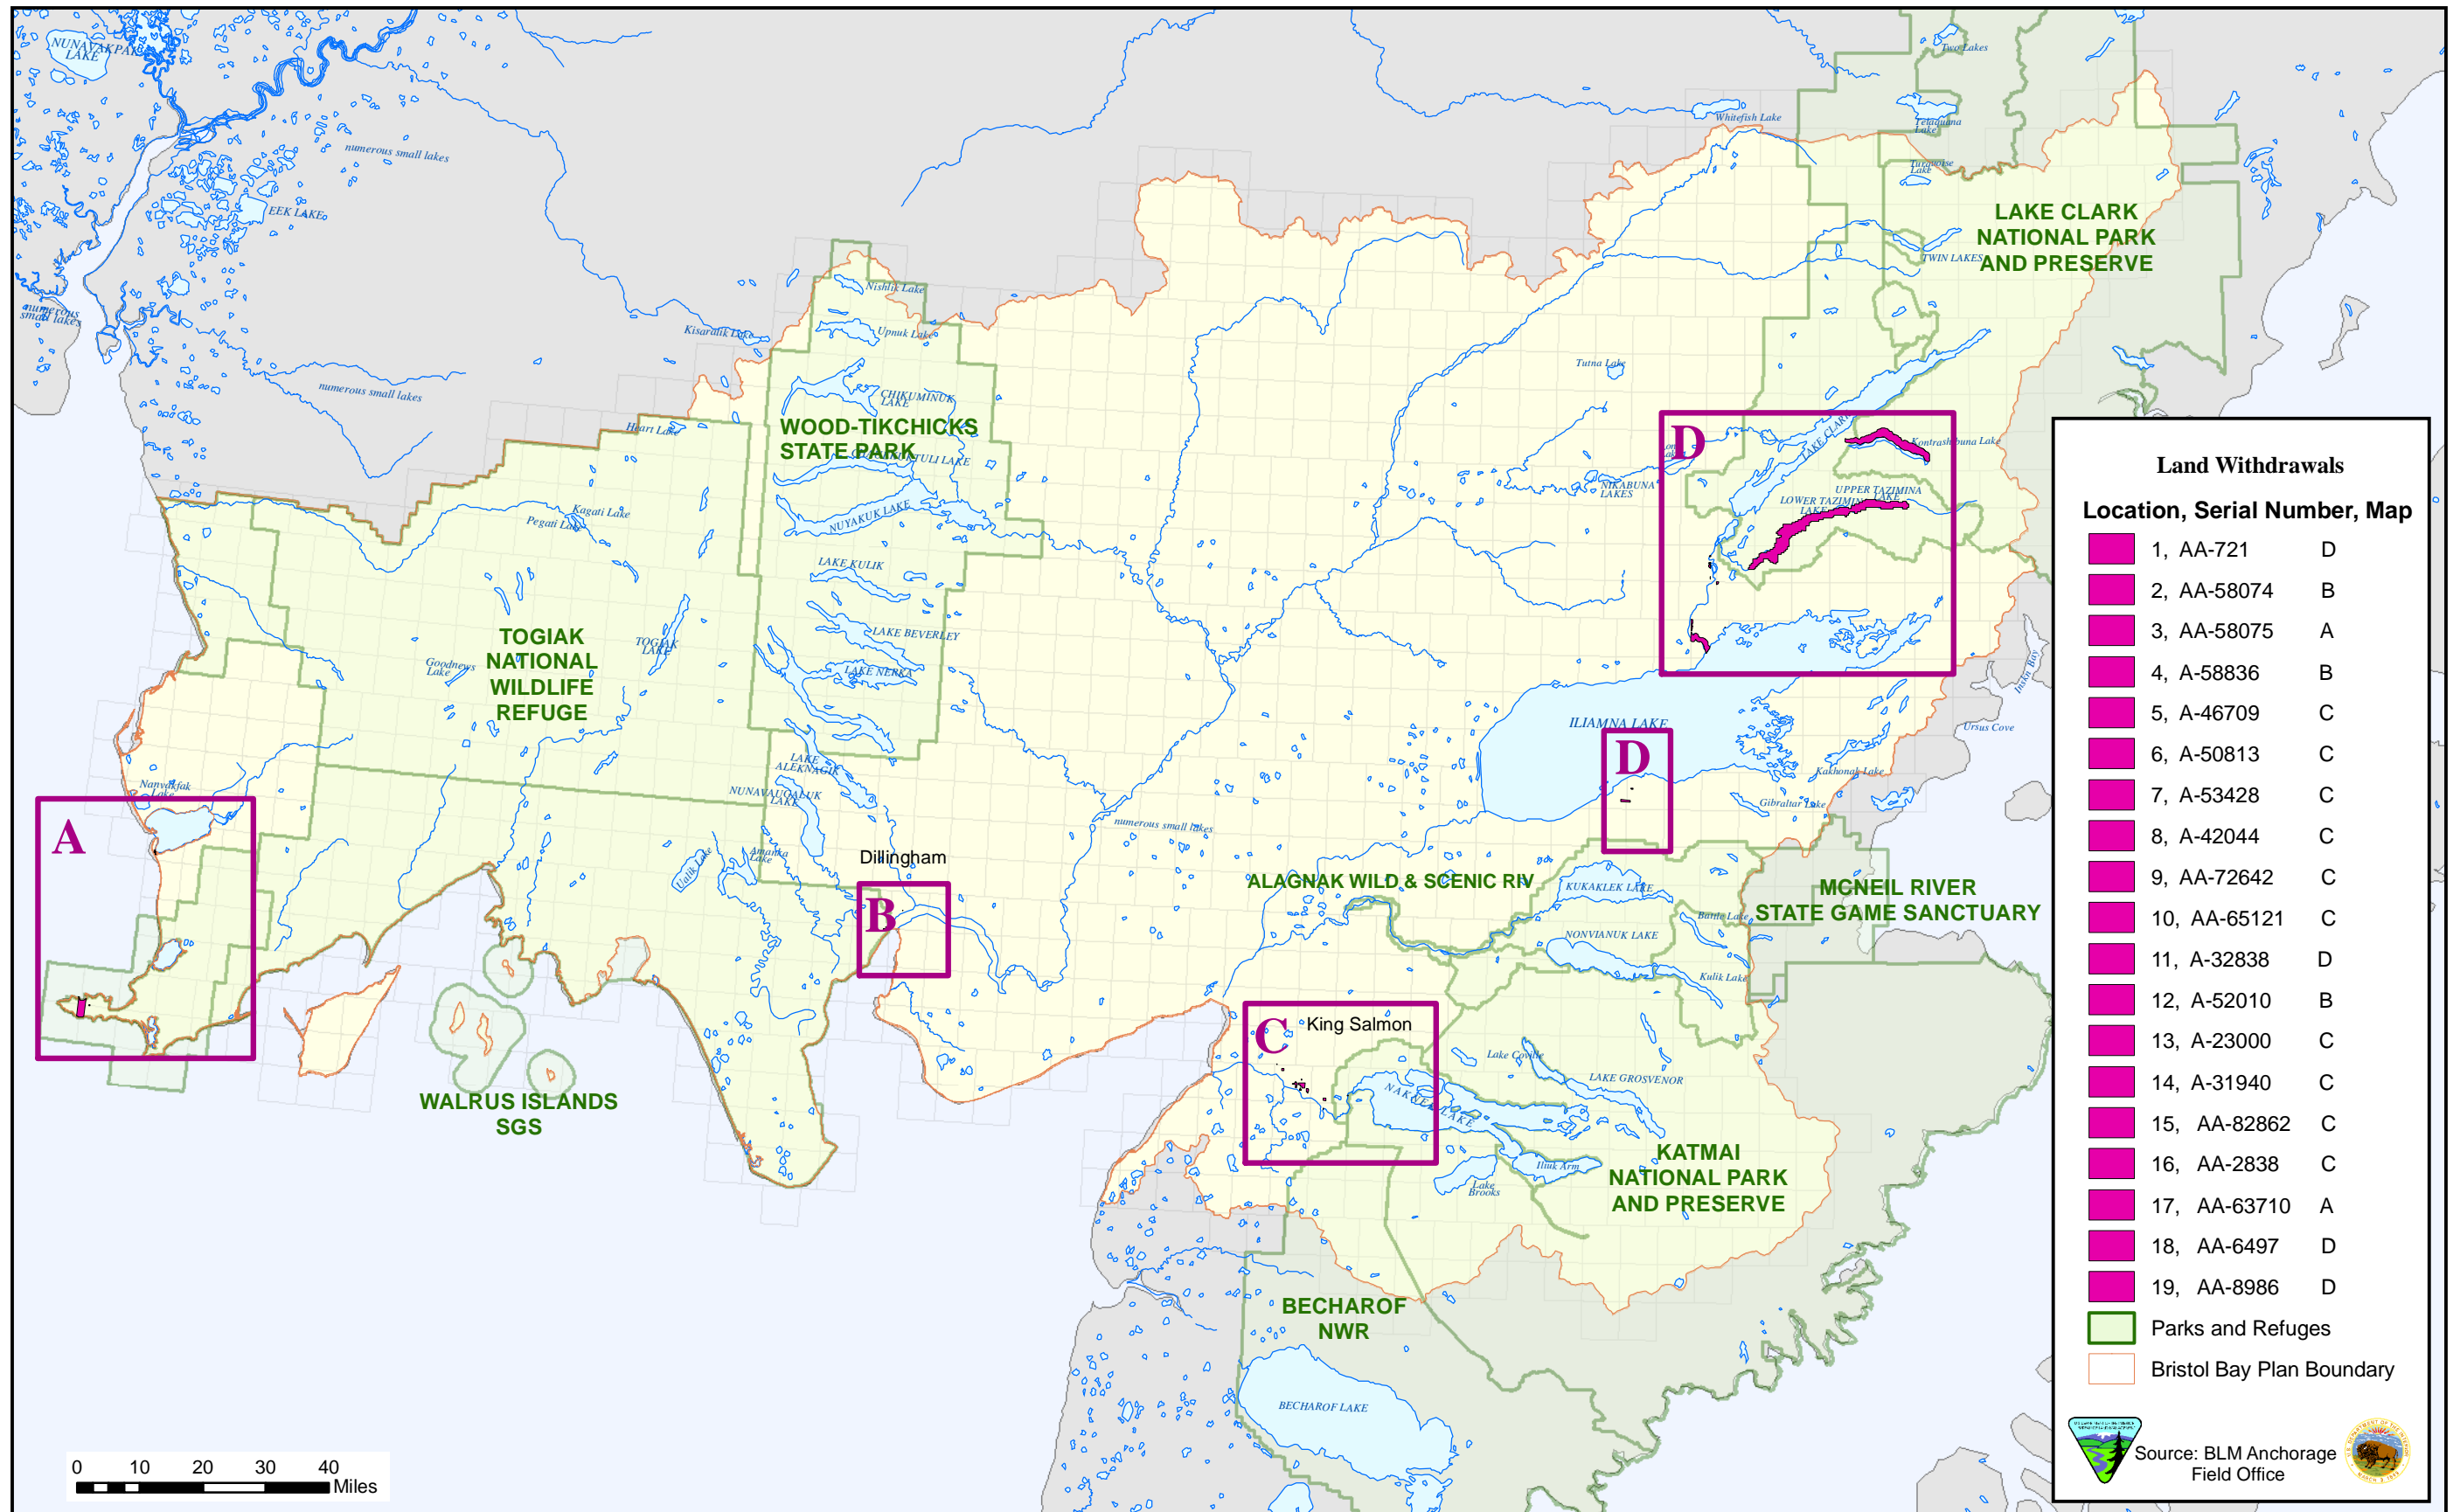 NUNAVAKPAK
LAKE
numerous small lakes
EEK LAKE
numerous
small lakes
numerous small lakes
Kisaralik Lake
Heart Lake
Nishlik Lake
Upnuk Lake
CHIKUMINUK
LAKE
WOOD-TIKCHICKS
STATE PARK
NUYAKUK LAKE
Kagati Lake
Pegati Lake
LAKE KULIK
LAKE BEVERLEY
LAKE NERKA
TOGIAK
NATIONAL
WILDLIFE
REFUGE
TOGIAK
LAKE
Goodnews
Lake
LAKE
ALEKNAGIK
NUNAVAUGALUK
LAKE
Nanvakfak
Lake
A
Ualik Lake
Amanka
Lake
Dillingham
B
numerous small lakes
WALRUS ISLANDS
SGS
Two Lakes
Whitefish Lake
Telaquana
Lake
Turquoise
Lake
LAKE CLARK
NATIONAL PARK
AND PRESERVE
TWIN LAKES
Tutna Lake
D
LAKE CLARK
Kontrashibuna Lake
NIKABUNA
LAKES
UPPER TAZIMINA
LAKE
LOWER TAZIMINA
LAKE
ILIAMNA LAKE
D
Ursus Cove
Kakhonak Lake
Gibraltar Lake
ALAGNAK WILD & SCENIC RIV
KUKAKLEK LAKE
MCNEIL RIVER
STATE GAME SANCTUARY
Battle Lake
NONVIANUK LAKE
Kulik Lake
C
King Salmon
Lake Coville
LAKE GROSVENOR
NAKNEK LAKE
Iliuk Arm
Lake
Brooks
KATMAI
NATIONAL PARK
AND PRESERVE
BECHAROF
NWR
BECHAROF LAKE
0 10 20 30 40
Miles
Land Withdrawals
Location, Serial Number, Map
1, AA-721 D
2, AA-58074 B
3, AA-58075 A
4, A-58836 B
5, A-46709 C
6, A-50813 C
7, A-53428 C
8, A-42044 C
9, AA-72642 C
10, AA-65121 C
11, A-32838 D
12, A-52010 B
13, A-23000 C
14, A-31940 C
15, AA-82862 C
16, AA-2838 C
17, AA-63710 A
18, AA-6497 D
19, AA-8986 D
Parks and Refuges
Bristol Bay Plan Boundary
Source: BLM Anchorage
Field Office